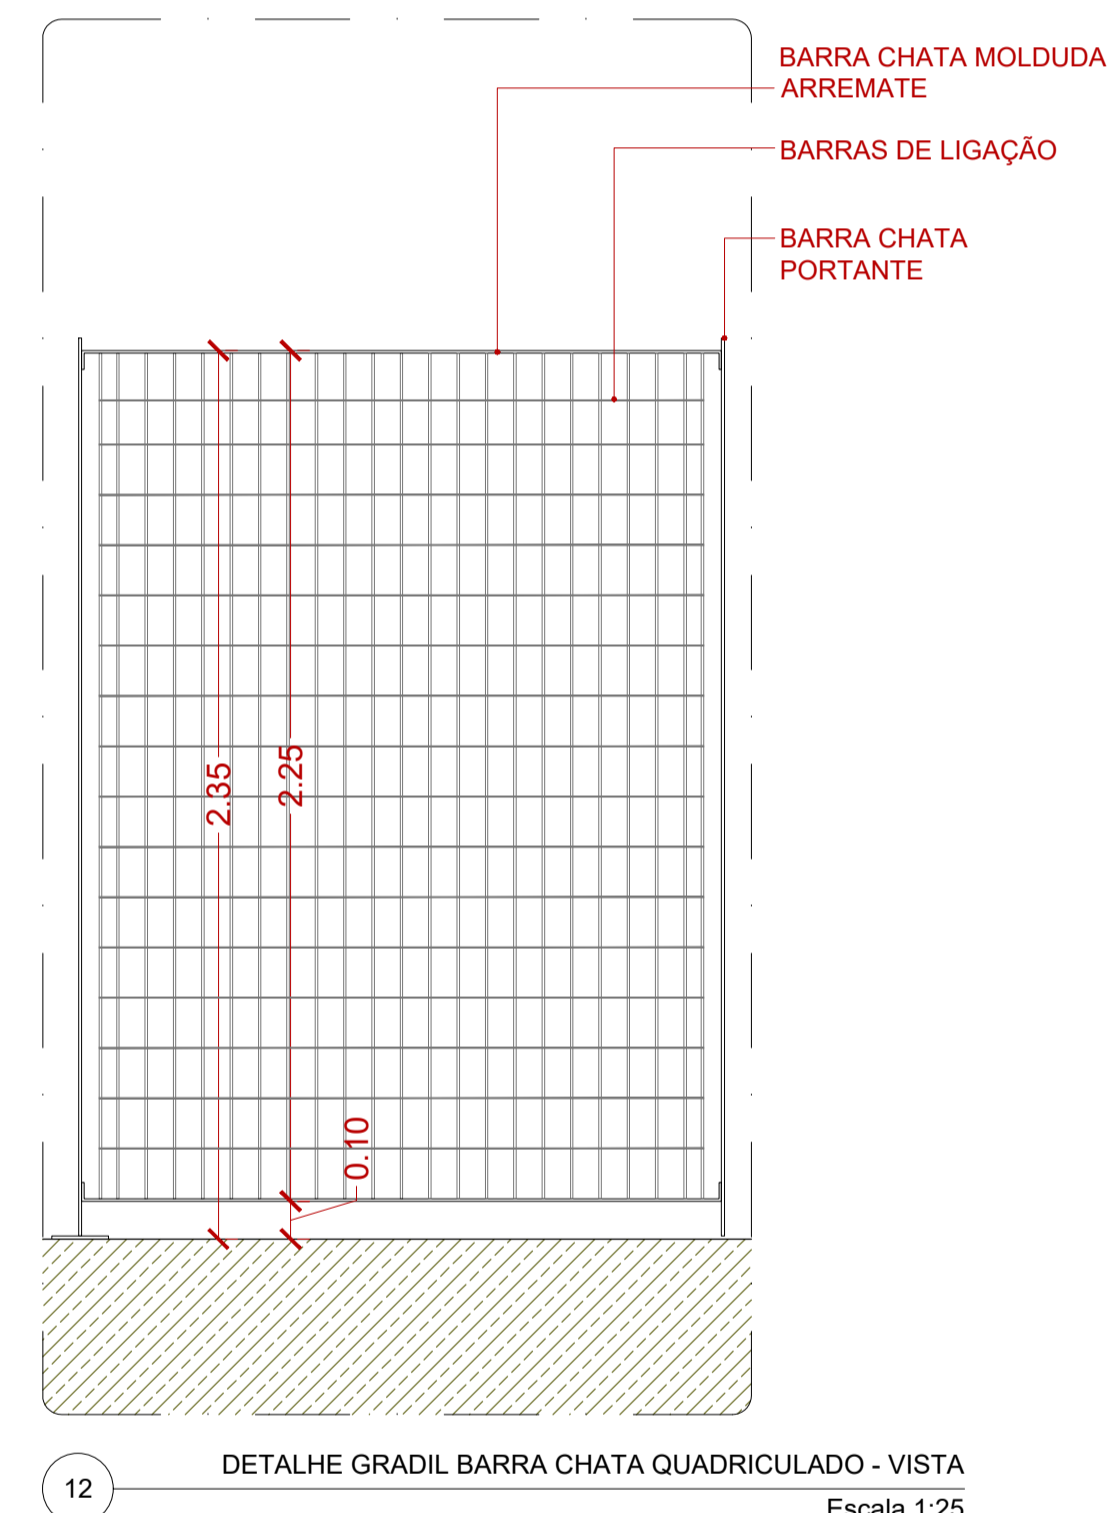 BARRA CHATA MOLDUDA
ARREMATE
BARRAS DE LIGAÇÃO
BARRA CHATA
PORTANTE
2.35
2.25
0.10
12
DETALHE GRADIL BARRA CHATA QUADRICULADO - VISTA
Escala 1:25